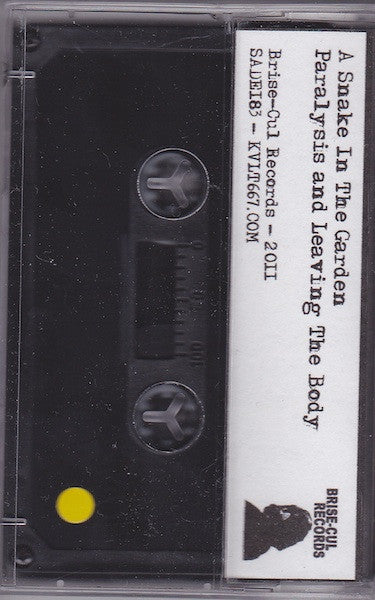 A Snake In The Garden
Paralysis and Leaving The Body
Brise-Cul Records - 2011
SADE183 - KVLT667.COM
BRISE-CUL
RECORDS